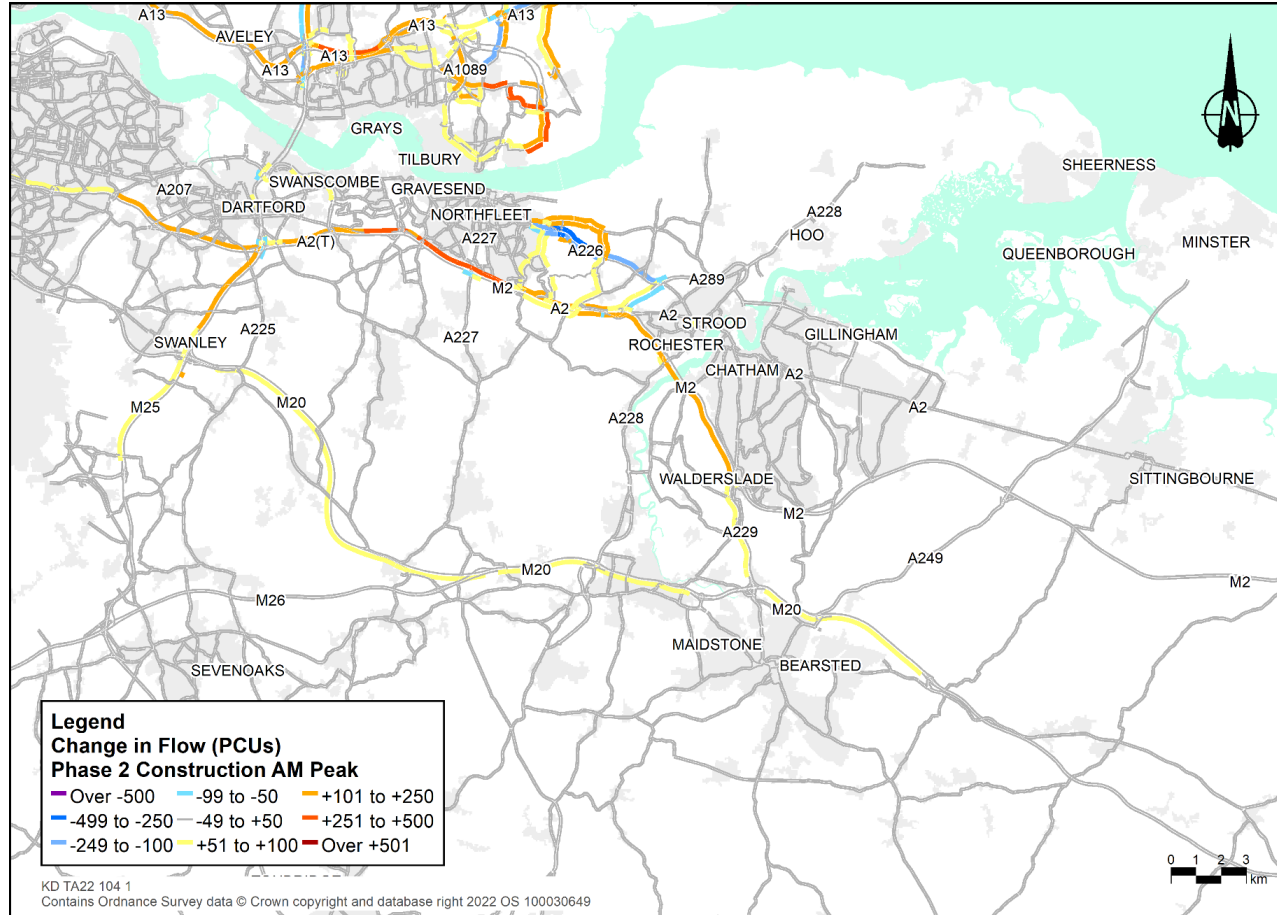 A13
A13
AVELEY
A13
A13
A1089
GRAYS
TILBURY
SHEERNESS
A207
SWANSCOMBE
GRAVESEND
DARTFORD
NORTHFLEET
A228
HOO
MINSTER
A2(T)
A227
A226
QUEENBOROUGH
M2
A289
A2
A2
STROOD
GILLINGHAM
A225
A227
ROCHESTER
SWANLEY
CHATHAM
A2
M2
M25
M20
A228
A2
WALDERSLADE
SITTINGBOURNE
M2
A229
A249
M20
M2
M26
M20
MAIDSTONE
BEARSTED
SEVENOAKS
Legend
Change in Flow (PCUs)
Phase 2 Construction AM Peak
Over -500 -99 to -50 +101 to +250
-499 to -250 -49 to +50 +251 to +500
-249 to -100 +51 to +100 Over +501
0 1 2 3
km
KD TA22 104 1
Contains Ordnance Survey data © Crown copyright and database right 2022 OS 100030649